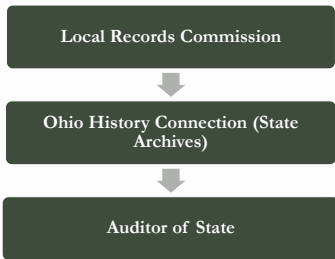 Local Records Commission
Ohio History Connection (State
Archives)
Auditor of State